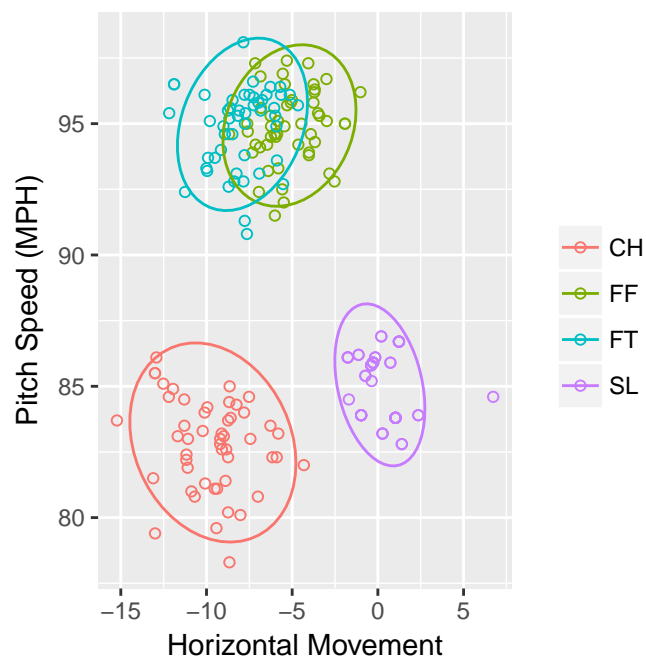 Pitch Speed (MPH)
95
90
85
80
−15
−10
−5
0
5
Horizontal Movement
CH
FF
FT
SL